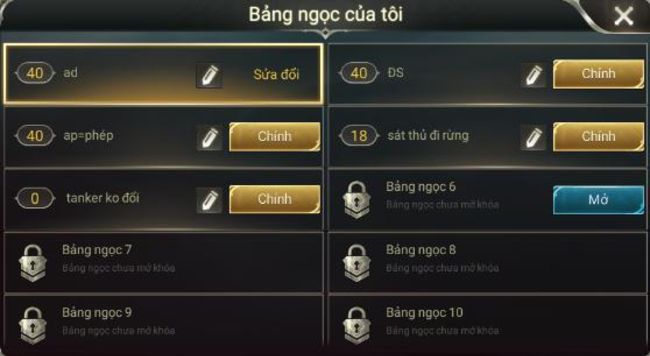 Bảng ngọc của tôi
40 ad Sửa đổi
40 ĐS Chính
40 ap=phép Chính
18 sát thủ đi rừng Chính
0 tanker ko đổi Chính
Bảng ngọc 6
Bảng ngọc chưa mở khóa
Mở
Bảng ngọc 7
Bảng ngọc chưa mở khóa
Bảng ngọc 8
Bảng ngọc chưa mở khóa
Bảng ngọc 9
Bảng ngọc chưa mở khóa
Bảng ngọc 10
Bảng ngọc chưa mở khóa